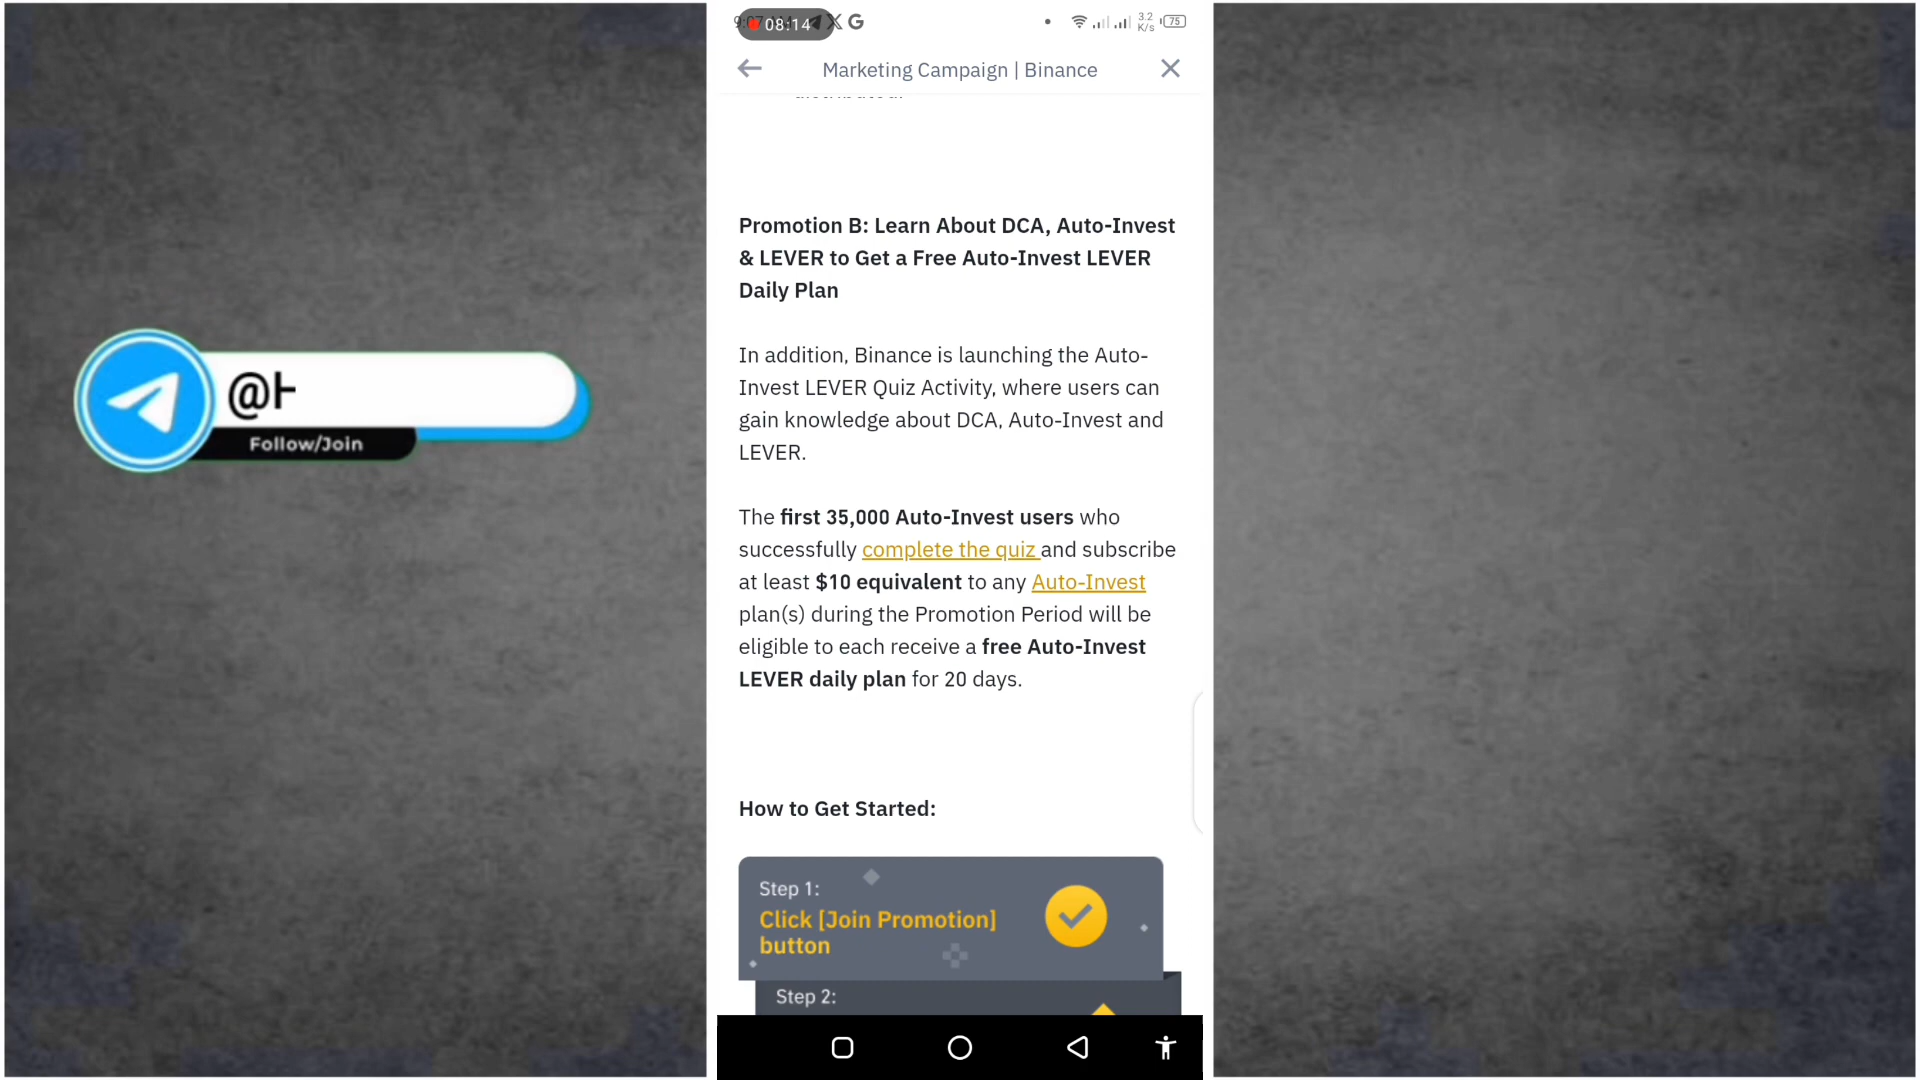 08:14
3.2
K/s
75
Marketing Campaign | Binance
Promotion B: Learn About DCA, Auto-Invest
& LEVER to Get a Free Auto-Invest LEVER
Daily Plan
In addition, Binance is launching the Auto-
Invest LEVER Quiz Activity, where users can
gain knowledge about DCA, Auto-Invest and
LEVER.
The first 35,000 Auto-Invest users who
successfully complete the quiz and subscribe
at least $10 equivalent to any Auto-Invest
plan(s) during the Promotion Period will be
eligible to each receive a free Auto-Invest
LEVER daily plan for 20 days.
How to Get Started:
Step 1:
Click [Join Promotion]
button
Step 2:
Follow/Join